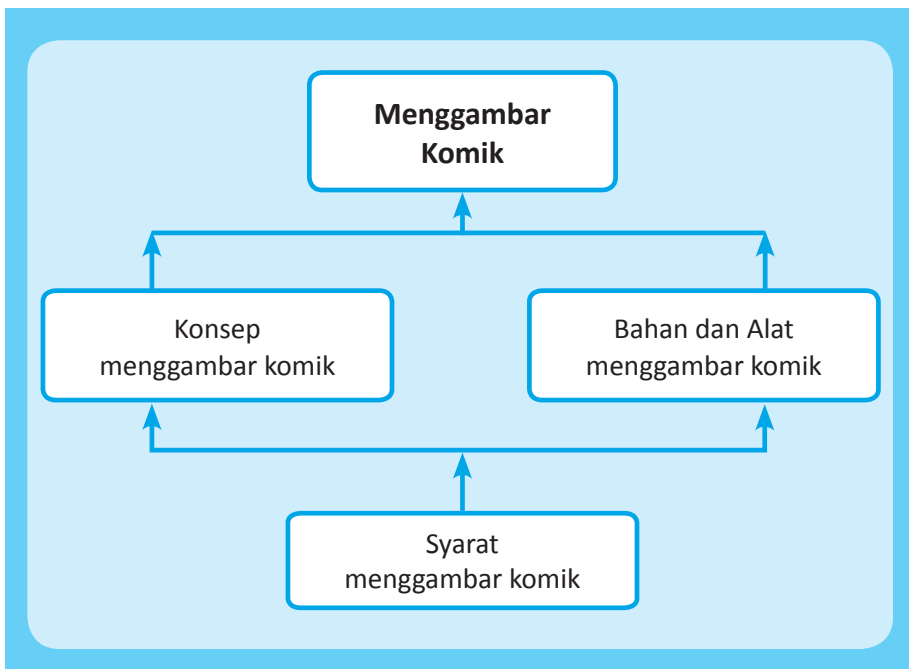 Menggambar
Komik
Konsep
menggambar komik
Bahan dan Alat
menggambar komik
Syarat
menggambar komik